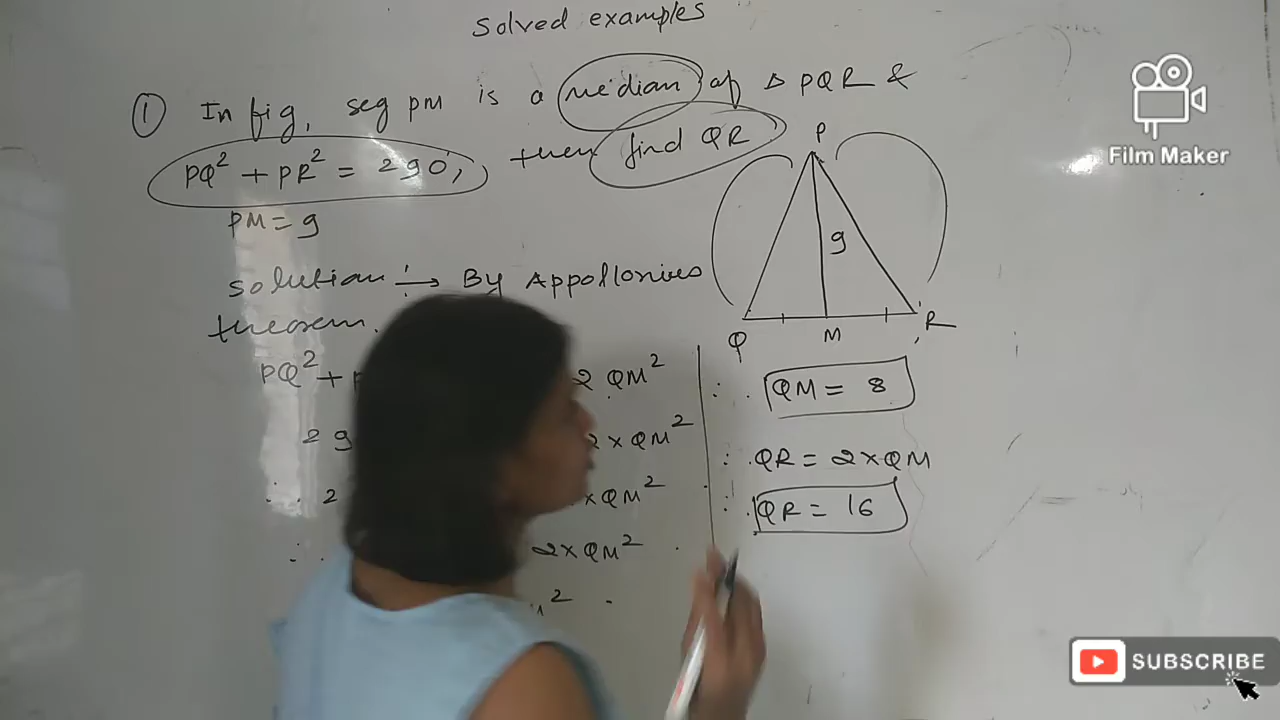 Solved examples
① In fig, seg PM is a median of △ PQR &
PQ² + PR² = 290, then find QR
PM = 9
Solution :→ By Appollonius
theorem.
PQ² + P 2 QM²
29 2 × QM²
∴ 2 × QM²
∴ 2 × QM²
²
P
9
Q
M
R
∴ QM = 8
∴ QR = 2 × QM
∴ QR = 16
Film Maker
SUBSCRIBE